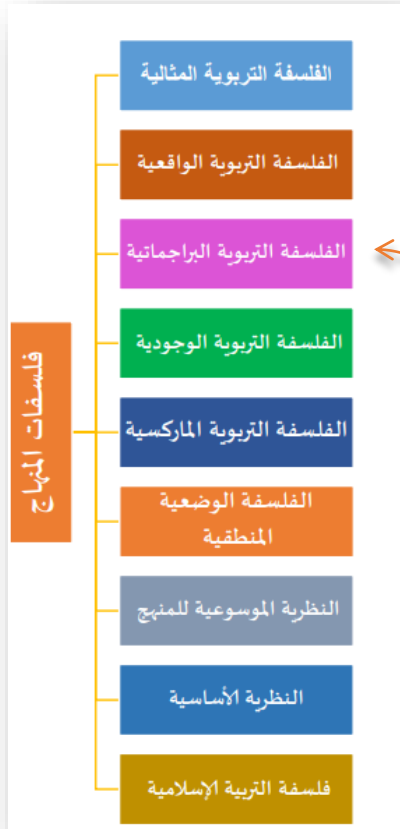 فلسفات المنهاج
الفلسفة التربوية المثالية
الفلسفة التربوية الواقعية
الفلسفة التربوية البراجماتية
الفلسفة التربوية الوجودية
الفلسفة التربوية الماركسية
الفلسفة الوضعية
المنطقية
النظرية الموسوعية للمنهج
النظرية الأساسية
فلسفة التربية الإسلامية